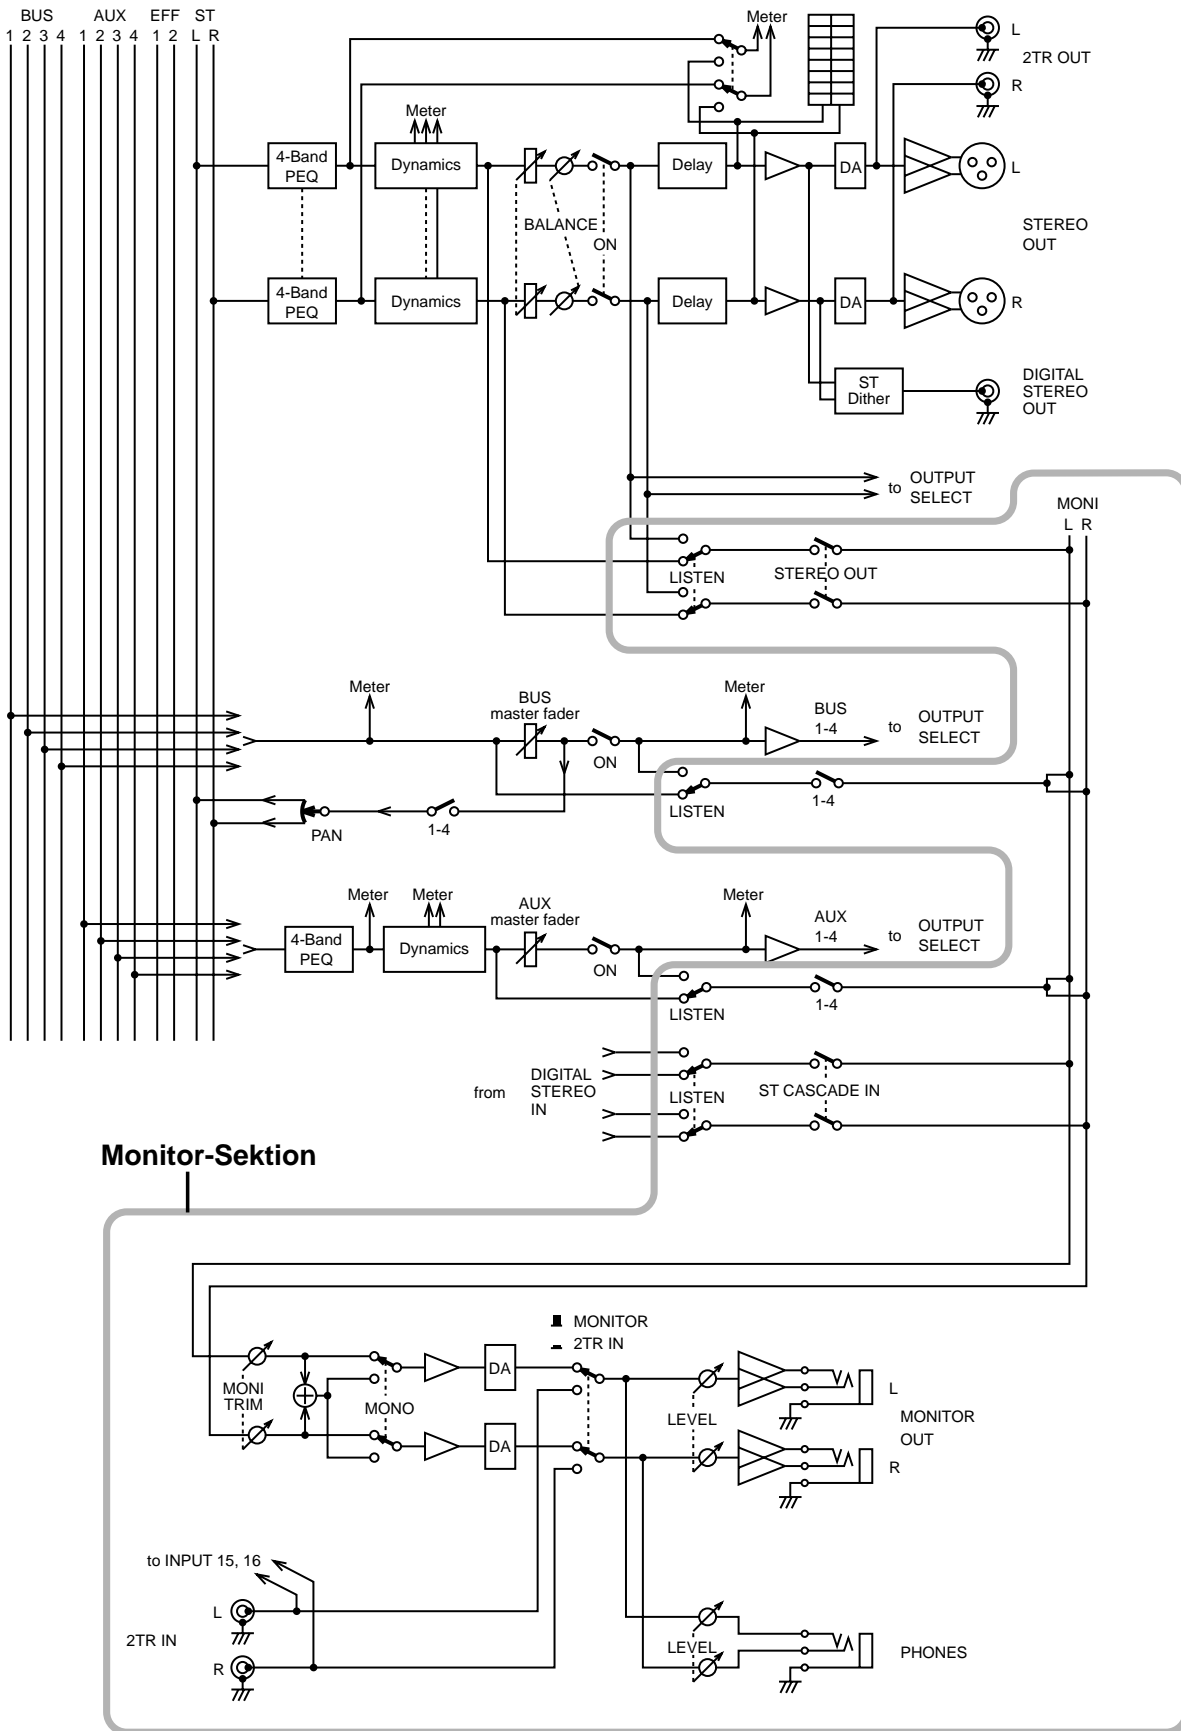 BUS AUX EFF ST
1 2 3 4 1 2 3 4 1 2 L R
Meter
L
2TR OUT
R
Meter
4-Band
PEQ
Dynamics
Delay
DA
L
BALANCE
ON
STEREO
OUT
4-Band
PEQ
Dynamics
Delay
DA
R
ST
Dither
DIGITAL
STEREO
OUT
to OUTPUT
SELECT
MONI
L R
LISTEN
STEREO OUT
Meter
BUS
master fader
ON
Meter
BUS
1-4
to OUTPUT
SELECT
PAN
1-4
LISTEN
1-4
4-Band
PEQ
Meter
Meter
Dynamics
AUX
master fader
ON
Meter
AUX
1-4
to OUTPUT
SELECT
LISTEN
1-4
from DIGITAL
STEREO
IN
LISTEN
ST CASCADE IN
Monitor-Sektion
MONITOR
2TR IN
MONI
TRIM
MONO
DA
DA
LEVEL
L
MONITOR
OUT
R
to INPUT 15, 16
L
2TR IN
R
LEVEL
PHONES